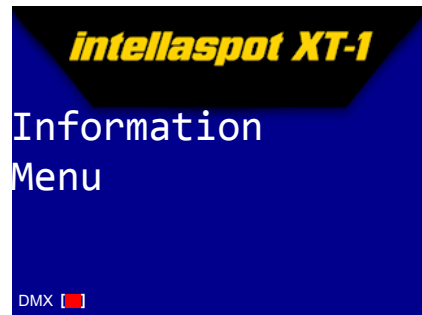 intellaspot XT-1
Information
Menu
DMX []